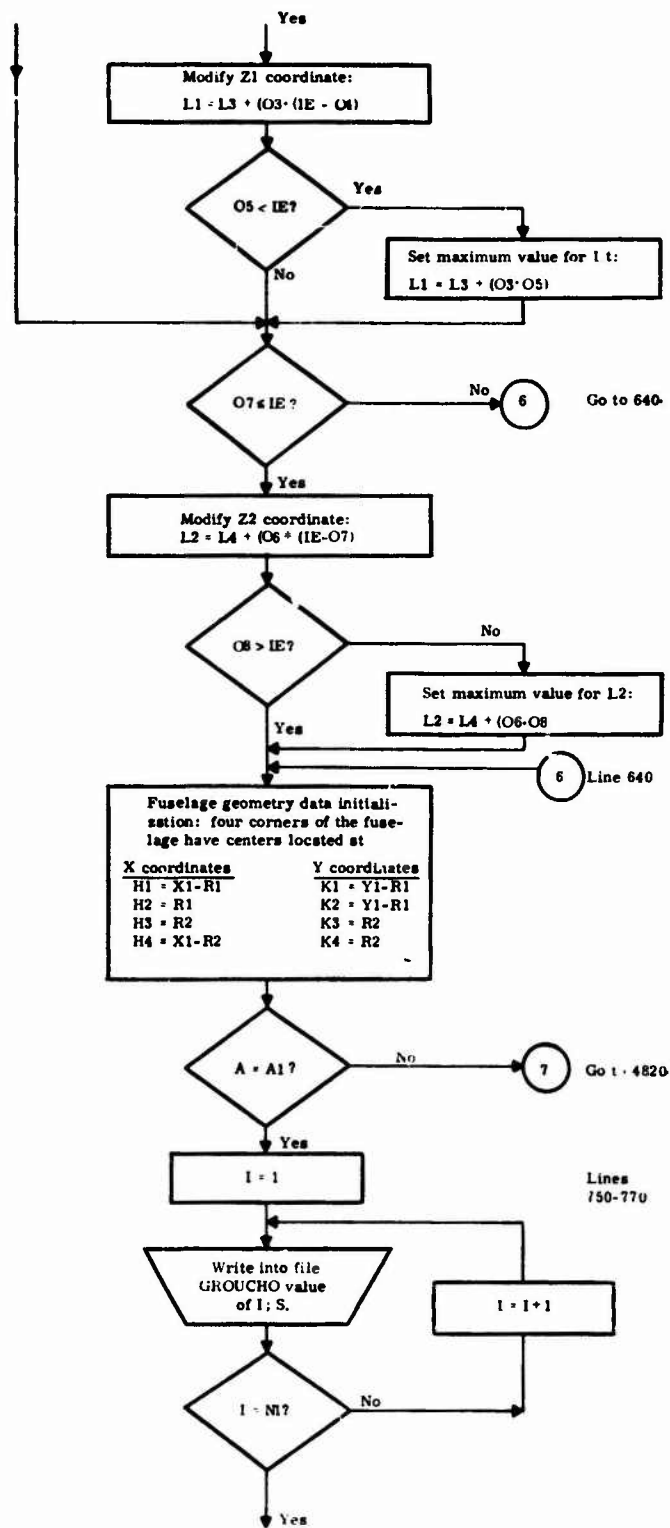 Yes
Modify Z1 coordinate:
L1 = L3 + (O3· (IE - O4)
O5 < IE?
Yes
Set maximum value for L1:
L1 = L3 + (O3·O5)
No
O7 ≤ IE ?
No
6
Go to 640·
Yes
Modify Z2 coordinate:
L2 = L4 + (O6 * (IE-O7)
O8 > IE?
No
Set maximum value for L2:
L2 = L4 + (O6·O8
Yes
6
Line 640
Fuselage geometry data initiali-
zation: four corners of the fuse-
lage have centers located at
X coordinates
Y coordinates
H1 = X1-R1
K1 = Y1-R1
H2 = R1
K2 = Y1-R1
H3 = R2
K3 = R2
H4 = X1-R2
K4 = R2
A = A1?
No
7
Go to 4820·
Yes
I = 1
Lines
750-770
Write into file
GROUCHO value
of I; S.
I = I+1
I = N1?
No
Yes